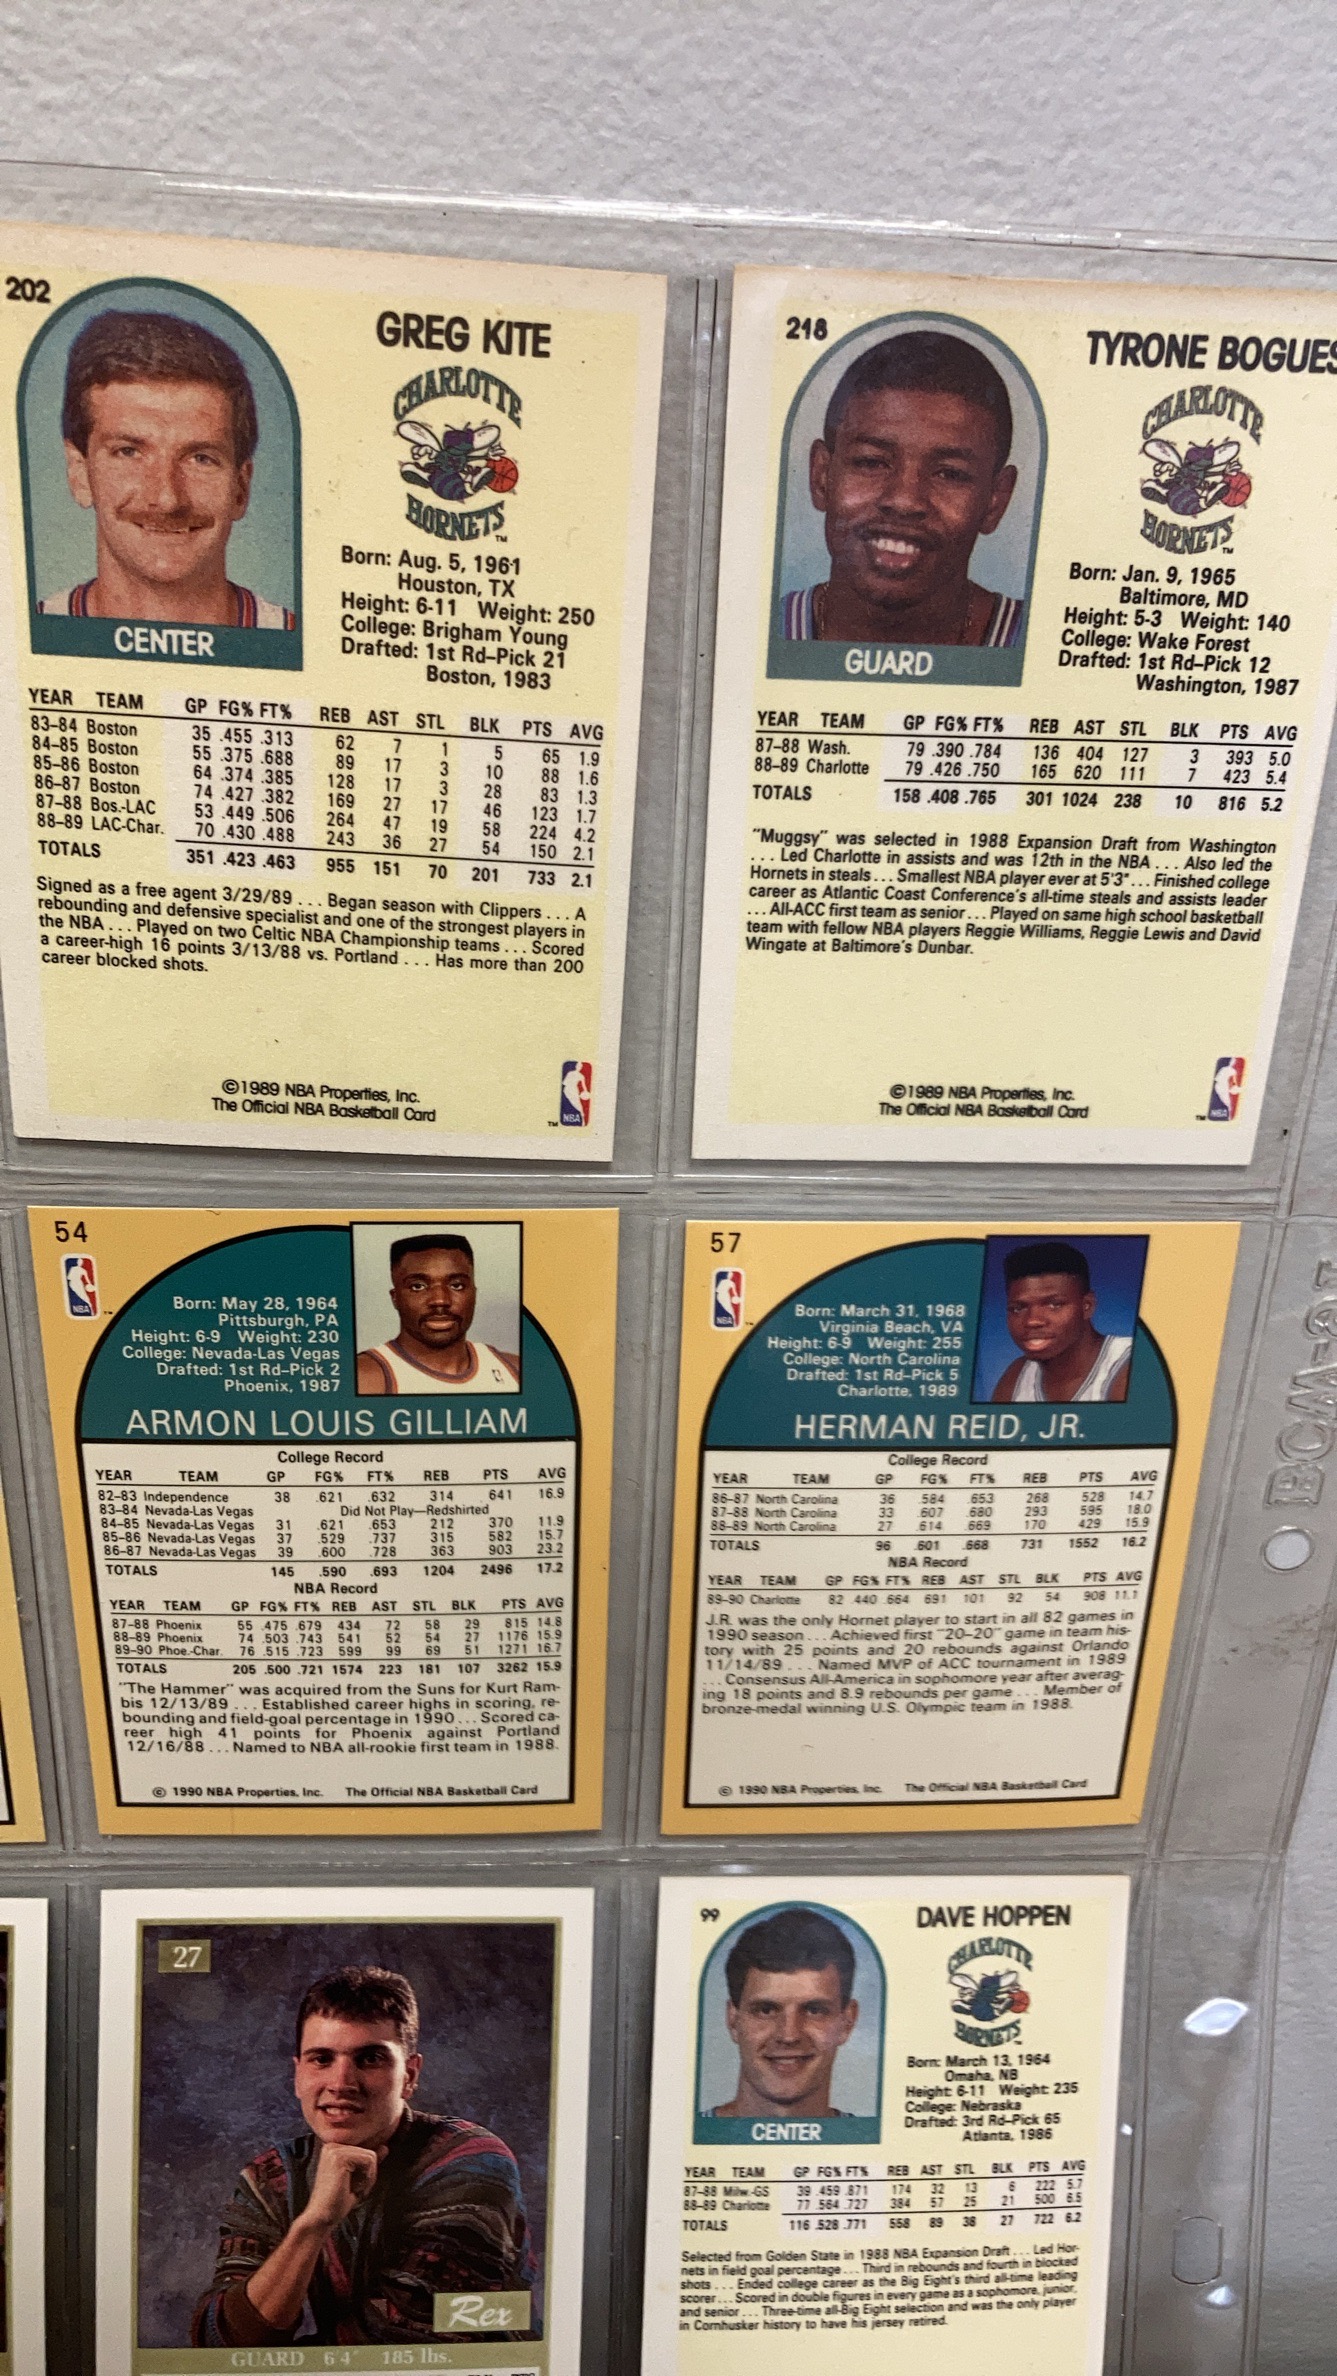 202
GREG KITE
CHARLOTTE
HORNETS™
Born: Aug. 5, 1961
Houston, TX
Height: 6-11 Weight: 250
College: Brigham Young
Drafted: 1st Rd–Pick 21
Boston, 1983
CENTER
YEAR TEAM GP FG% FT% REB AST STL BLK PTS AVG
83–84 Boston 35 .455 .313 62 7 1 5 65 1.9
84–85 Boston 55 .375 .688 89 17 3 10 88 1.6
85–86 Boston 64 .374 .385 128 17 3 28 83 1.3
86–87 Boston 74 .427 .382 169 27 17 46 123 1.7
87–88 Bos.-LAC 53 .449 .506 264 47 19 58 224 4.2
88–89 LAC-Char. 70 .430 .488 243 36 27 54 150 2.1
TOTALS 351 .423 .463 955 151 70 201 733 2.1
Signed as a free agent 3/29/89 . . . Began season with Clippers . . . A
rebounding and defensive specialist and one of the strongest players in
the NBA . . . Played on two Celtic NBA Championship teams . . . Scored
a career-high 16 points 3/13/88 vs. Portland . . . Has more than 200
career blocked shots.
©1989 NBA Properties, Inc.
The Official NBA Basketball Card
NBA
™
218
TYRONE BOGUES
CHARLOTTE
HORNETS™
Born: Jan. 9, 1965
Baltimore, MD
Height: 5-3 Weight: 140
College: Wake Forest
Drafted: 1st Rd–Pick 12
Washington, 1987
GUARD
YEAR TEAM GP FG% FT% REB AST STL BLK PTS AVG
87–88 Wash. 79 .390 .784 136 404 127 3 393 5.0
88–89 Charlotte 79 .426 .750 165 620 111 7 423 5.4
TOTALS 158 .408 .765 301 1024 238 10 816 5.2
"Muggsy" was selected in 1988 Expansion Draft from Washington
. . . Led Charlotte in assists and was 12th in the NBA . . . Also led the
Hornets in steals . . . Smallest NBA player ever at 5'3" . . . Finished college
career as Atlantic Coast Conference's all-time steals and assists leader
. . . All-ACC first team as senior . . . Played on same high school basketball
team with fellow NBA players Reggie Williams, Reggie Lewis and David
Wingate at Baltimore's Dunbar.
©1989 NBA Properties, Inc.
The Official NBA Basketball Card
NBA
™
54
NBA
™
Born: May 28, 1964
Pittsburgh, PA
Height: 6-9 Weight: 230
College: Nevada-Las Vegas
Drafted: 1st Rd–Pick 2
Phoenix, 1987
ARMON LOUIS GILLIAM
College Record
YEAR TEAM GP FG% FT% REB PTS AVG
82–83 Independence 38 .621 .632 314 641 16.9
83–84 Nevada-Las Vegas Did Not Play—Redshirted
84–85 Nevada-Las Vegas 31 .621 .653 212 370 11.9
85–86 Nevada-Las Vegas 37 .529 .737 315 582 15.7
86–87 Nevada-Las Vegas 39 .600 .728 363 903 23.2
TOTALS 145 .590 .693 1204 2496 17.2
NBA Record
YEAR TEAM GP FG% FT% REB AST STL BLK PTS AVG
87–88 Phoenix 55 .475 .679 434 72 58 29 815 14.8
88–89 Phoenix 74 .503 .743 541 52 54 27 1176 15.9
89–90 Phoe.-Char. 76 .515 .723 599 99 69 51 1271 16.7
TOTALS 205 .500 .721 1574 223 181 107 3262 15.9
"The Hammer" was acquired from the Suns for Kurt Ram-
bis 12/13/89 . . . Established career highs in scoring, re-
bounding and field-goal percentage in 1990 . . . Scored ca-
reer high 41 points for Phoenix against Portland
12/16/88 . . . Named to NBA all-rookie first team in 1988.
© 1990 NBA Properties, Inc. The Official NBA Basketball Card
57
NBA
™
Born: March 31, 1968
Virginia Beach, VA
Height: 6-9 Weight: 255
College: North Carolina
Drafted: 1st Rd–Pick 5
Charlotte, 1989
HERMAN REID, JR.
College Record
YEAR TEAM GP FG% FT% REB PTS AVG
86–87 North Carolina 36 .584 .653 268 528 14.7
87–88 North Carolina 33 .607 .680 293 595 18.0
88–89 North Carolina 27 .614 .669 170 429 15.9
TOTALS 96 .601 .668 731 1552 16.2
NBA Record
YEAR TEAM GP FG% FT% REB AST STL BLK PTS AVG
89–90 Charlotte 82 .440 .664 691 101 92 54 908 11.1
J.R. was the only Hornet player to start in all 82 games in
1990 season . . . Achieved first "20–20" game in team his-
tory with 25 points and 20 rebounds against Orlando
11/14/89 . . . Named MVP of ACC tournament in 1989
. . . Consensus All-America in sophomore year after averag-
ing 18 points and 8.9 rebounds per game . . . Member of
bronze-medal winning U.S. Olympic team in 1988.
© 1990 NBA Properties, Inc. The Official NBA Basketball Card
27
Rex
GUARD 6'4" 185 lbs.
99
DAVE HOPPEN
CHARLOTTE
HORNETS™
Born: March 13, 1964
Omaha, NB
Height: 6-11 Weight: 235
College: Nebraska
Drafted: 3rd Rd–Pick 65
Atlanta, 1986
CENTER
YEAR TEAM GP FG% FT% REB AST STL BLK PTS AVG
87–88 Milw.-GS 39 .459 .871 174 32 13 6 222 5.7
88–89 Charlotte 77 .564 .727 384 57 25 21 500 6.5
TOTALS 116 .528 .771 558 89 38 27 722 6.2
Selected from Golden State in 1988 NBA Expansion Draft . . . Led Hor-
nets in field goal percentage . . . Third in rebounds and fourth in blocked
shots . . . Ended college career as the Big Eight's third all-time leading
scorer . . . Scored in double figures in every game as a sophomore, junior,
and senior . . . Three-time all-Big Eight selection and was the only player
in Cornhusker history to have his jersey retired.